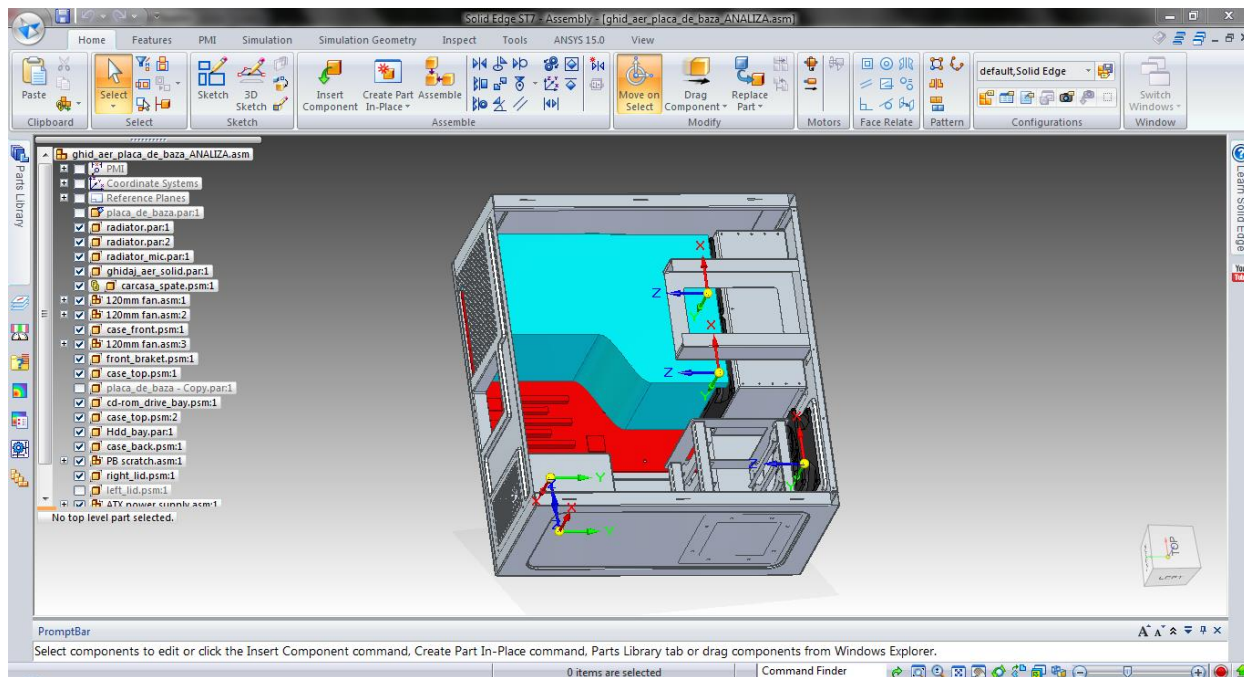 Solid Edge ST7 - Assembly - [ghid_aer_placa_de_baza_ANALIZA.asm]
Home Features PMI Simulation Simulation Geometry Inspect Tools ANSYS 15.0 View
Paste
Select
Sketch
3D Sketch
Insert Component
Create Part In-Place
Assemble
Move on Select
Drag Component
Replace Part
default,Solid Edge
Switch Windows
Clipboard Select Sketch Assemble Modify Motors Face Relate Pattern Configurations Window
Parts Library
ghid_aer_placa_de_baza_ANALIZA.asm
PMI
Coordinate Systems
Reference Planes
placa_de_baza.par:1
radiator.par:1
radiator.par:2
radiator_mic.par:1
ghidaj_aer_solid.par:1
carcasa_spate.psm:1
120mm fan.asm:1
120mm fan.asm:2
case_front.psm:1
120mm fan.asm:3
front_braket.psm:1
case_top.psm:1
placa_de_baza - Copy.par:1
cd-rom_drive_bay.psm:1
case_top.psm:2
Hdd_bay.par:1
case_back.psm:1
PB scratch.asm:1
right_lid.psm:1
left_lid.psm:1
ATX power supply.asm:1
No top level part selected.
X
Z
Y
X
Z
Y
X
Z
Y
Y
X
X
Y
TOP
LEFT
Learn Solid Edge
You
PromptBar
Select components to edit or click the Insert Component command, Create Part In-Place command, Parts Library tab or drag components from Windows Explorer.
0 items are selected
Command Finder